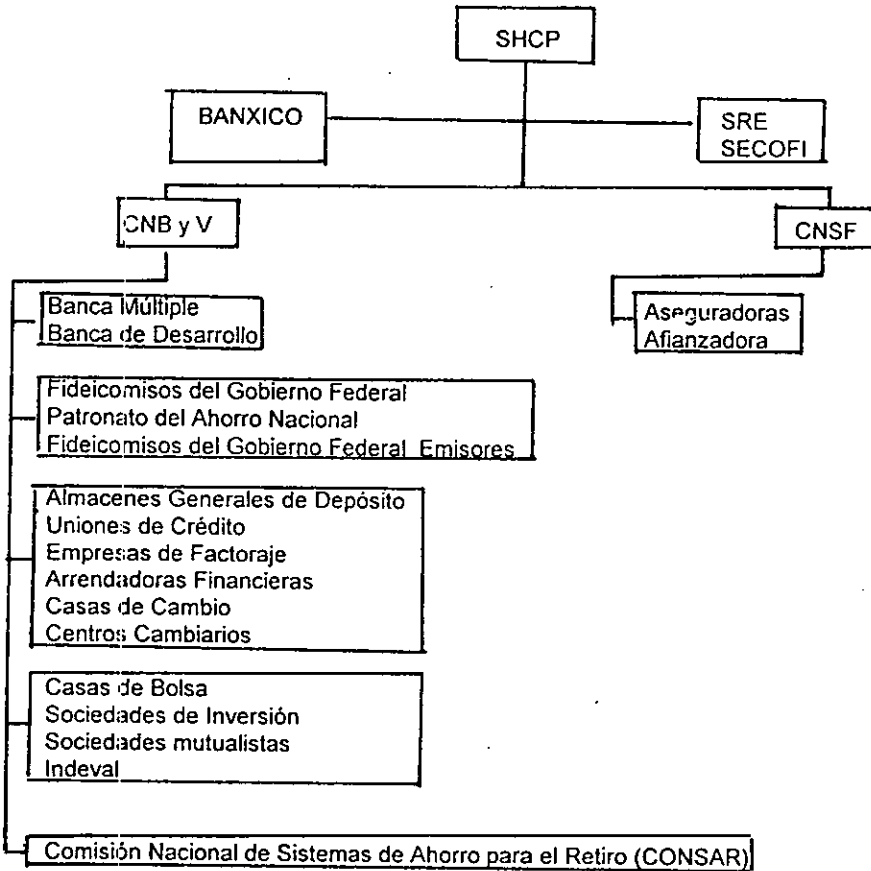 SHCP
BANXICO
SRE
SECOFI
CNB y V
CNSF
Banca Múltiple
Banca de Desarrollo
Aseguradoras
Afianzadora
Fideicomisos del Gobierno Federal
Patronato del Ahorro Nacional
Fideicomisos del Gobierno Federal Emisores
Almacenes Generales de Depósito
Uniones de Crédito
Empresas de Factoraje
Arrendadoras Financieras
Casas de Cambio
Centros Cambiarios
Casas de Bolsa
Sociedades de Inversión
Sociedades mutualistas
Indeval
Comisión Nacional de Sistemas de Ahorro para el Retiro (CONSAR)